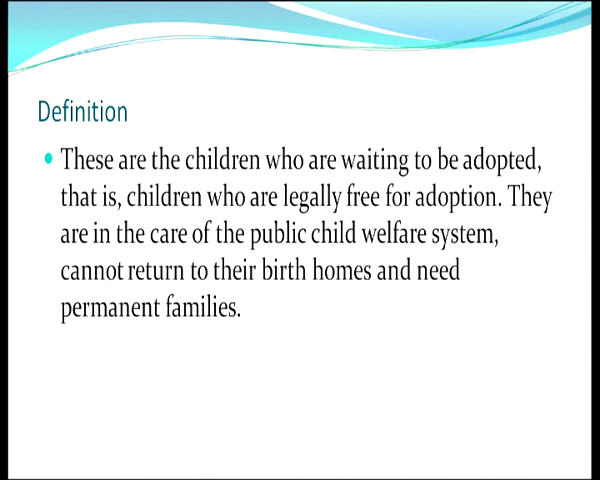 Definition
These are the children who are waiting to be adopted,
that is, children who are legally free for adoption. They
are in the care of the public child welfare system,
cannot return to their birth homes and need
permanent families.